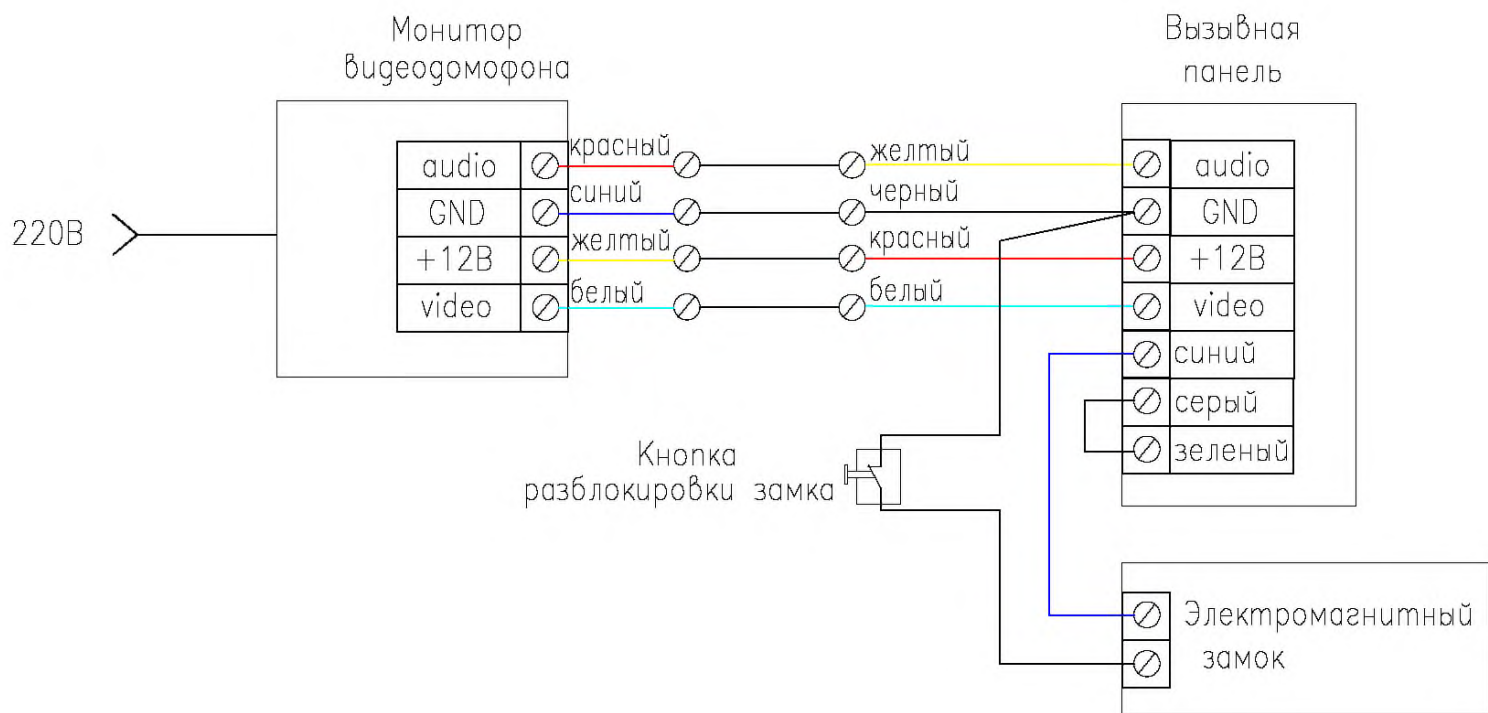 Монитор
видеодомофона
Вызывная
панель
220В
audio
GND
+12В
video
красный
синий
желтый
белый
желтый
черный
красный
белый
audio
GND
+12В
video
синий
серый
зеленый
Кнопка
разблокировки замка
Электромагнитный
замок